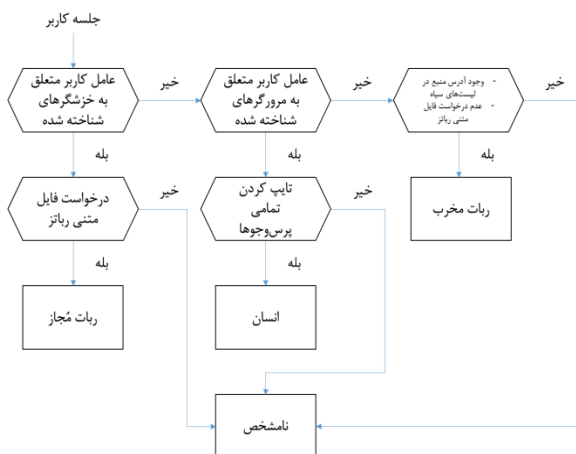 جلسه کاربر
عامل کاربر متعلق
به خزشگرهای
شناخته شده
خیر
عامل کاربر متعلق
به مرورگرهای
شناخته شده
خیر
- وجود آدرس منبع در
لیست‌های سیاه
- عدم درخواست فایل
متنی رباتز
خیر
بله
بله
بله
درخواست فایل
متنی رباتز
خیر
تایپ کردن
تمامی
پرس‌وجوها
خیر
ربات مخرب
بله
بله
ربات مُجاز
انسان
نامشخص